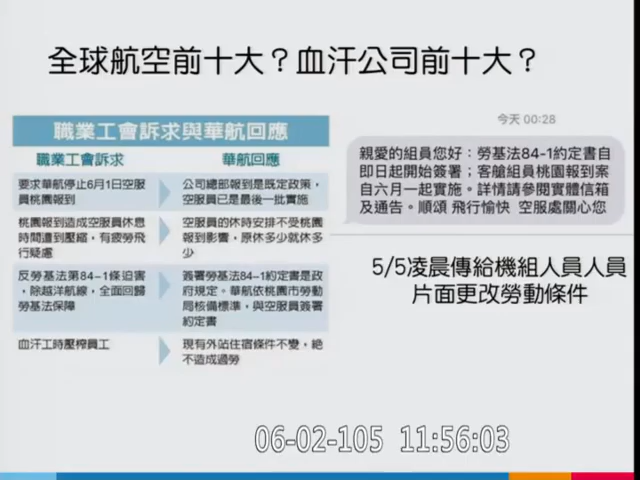 全球航空前十大？血汗公司前十大？
職業工會訴求與華航回應
職業工會訴求
華航回應
要求華航停止6月1日空服
員桃園報到
公司總部報到是既定政策，
空服員已是最後一批實施
桃園報到造成空服員休息
時間遭到壓縮，有疲勞飛
行疑慮
空服員的休時安排不受桃園
報到影響，原休多少就休多
少
反勞基法第84-1條迫害
，除越洋航線，全面回歸
勞基法保障
簽署勞基法84-1約定書是政
府規定。華航依桃園市勞動
局核備標準，與空服員簽署
約定書
血汗工時壓榨員工
現有外站住宿條件不變，絕
不造成過勞
今天 00:28
親愛的組員您好：勞基法84-1約定書自
即日起開始簽署；客艙組員桃園報到案
自六月一起實施。詳情請參閱實體信箱
及通告。順頌 飛行愉快 空服處關心您
5/5凌晨傳給機組人員人員
片面更改勞動條件
06-02-105 11:56:03